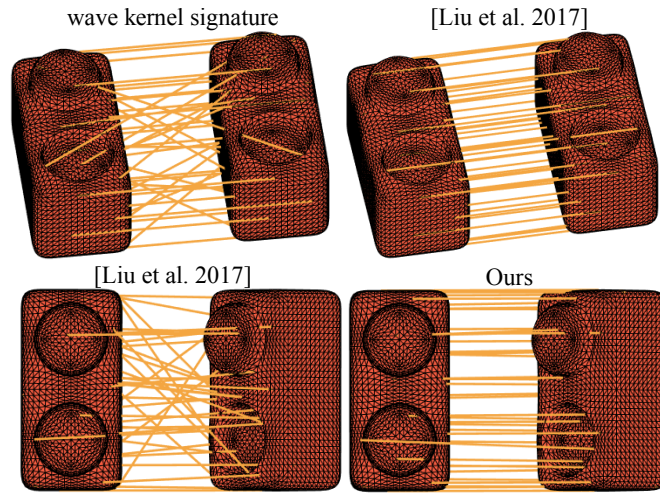 wave kernel signature
[Liu et al. 2017]
[Liu et al. 2017]
Ours